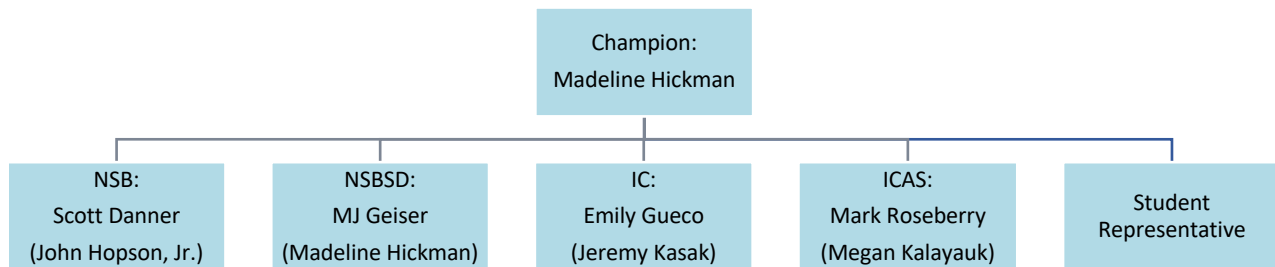 Champion:
Madeline Hickman
NSB:
Scott Danner
(John Hopson, Jr.)
NSBSD:
MJ Geiser
(Madeline Hickman)
IC:
Emily Gueco
(Jeremy Kasak)
ICAS:
Mark Roseberry
(Megan Kalayauk)
Student
Representative